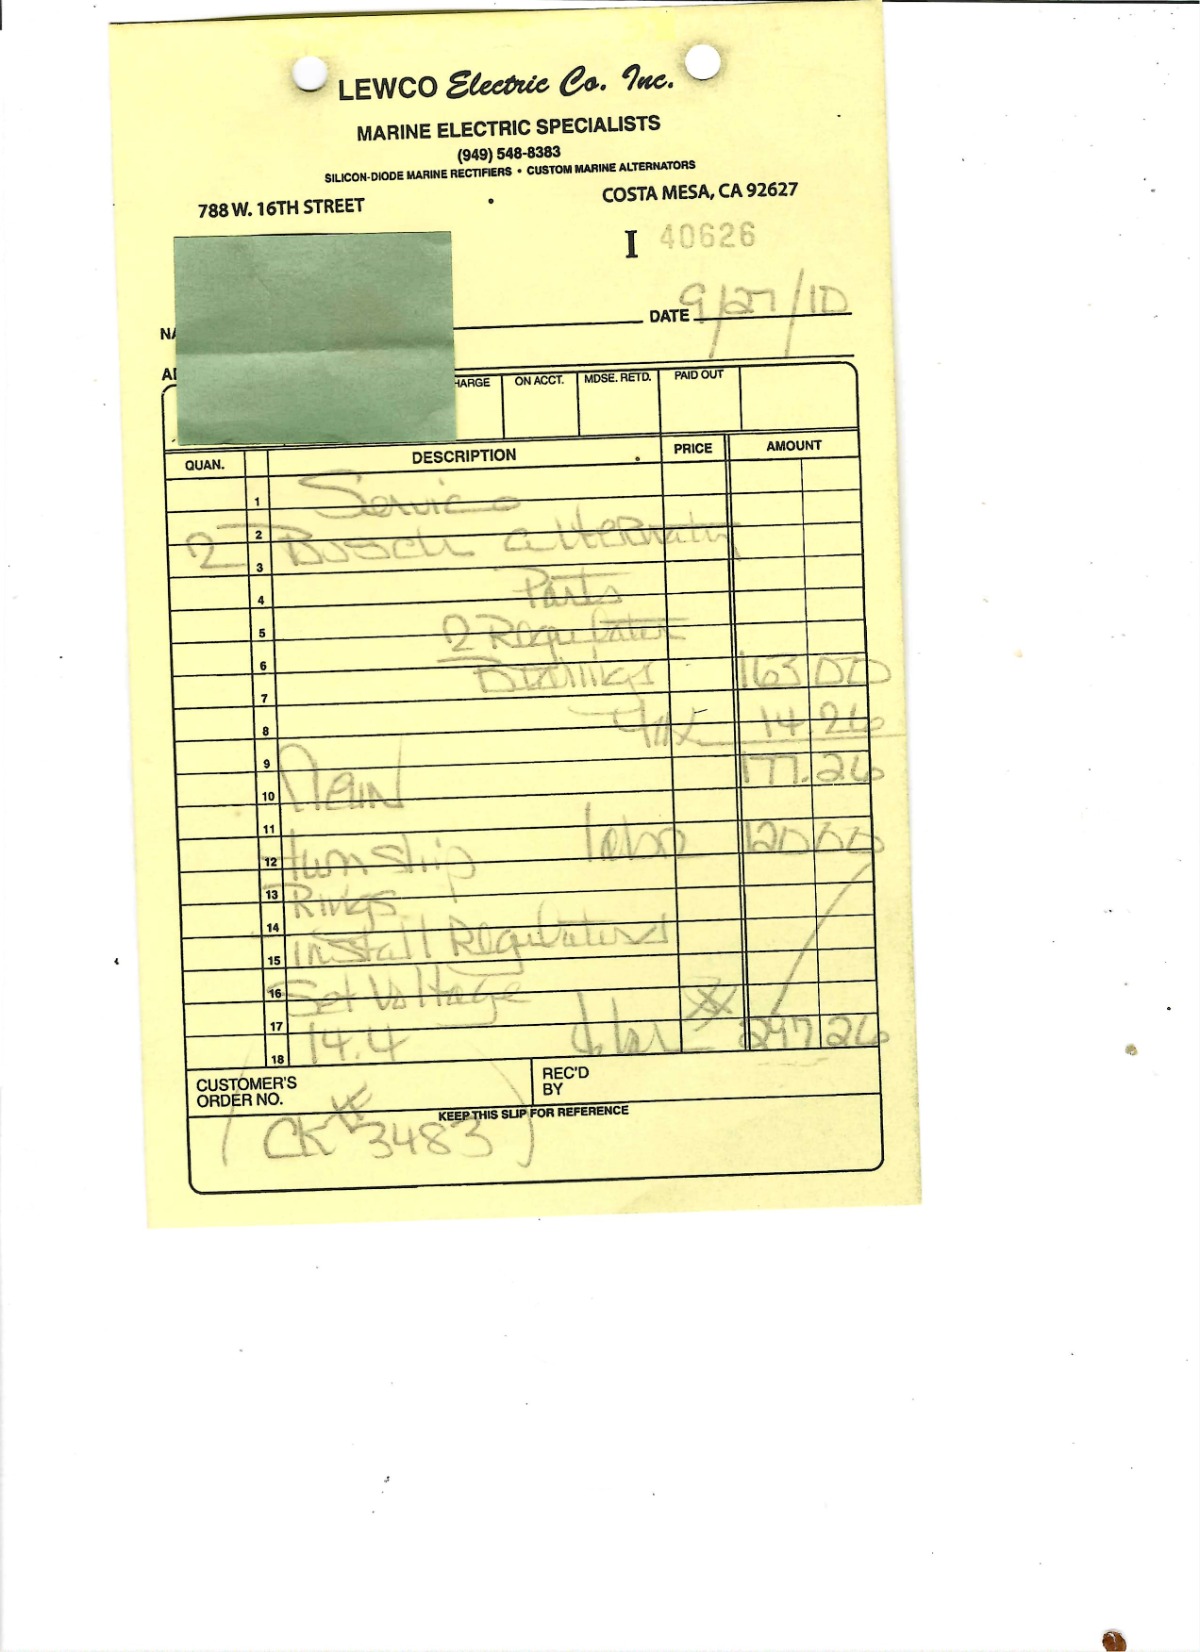 LEWCO Electric Co. Inc.
MARINE ELECTRIC SPECIALISTS
(949) 548-8383
SILICON-DIODE MARINE RECTIFIERS • CUSTOM MARINE ALTERNATORS
788 W. 16TH STREET • COSTA MESA, CA 92627
I 40626
DATE 9/27/10
ON ACCT. MDSE. RETD. PAID OUT
QUAN. DESCRIPTION PRICE AMOUNT
1 Service
2
2 Bosch alternator
3
4 Parts
5 2 Regulator
6 Bearings 163 00
7
8 tax 14.26
9 177.26
10
11
12 turn ship labor 120 00
13 Rings
14
15 install Regulators
16 Set Voltage
17
18 14.4 297 26
CUSTOMER'S ORDER NO.
REC'D BY
KEEP THIS SLIP FOR REFERENCE
(CK # 3483)